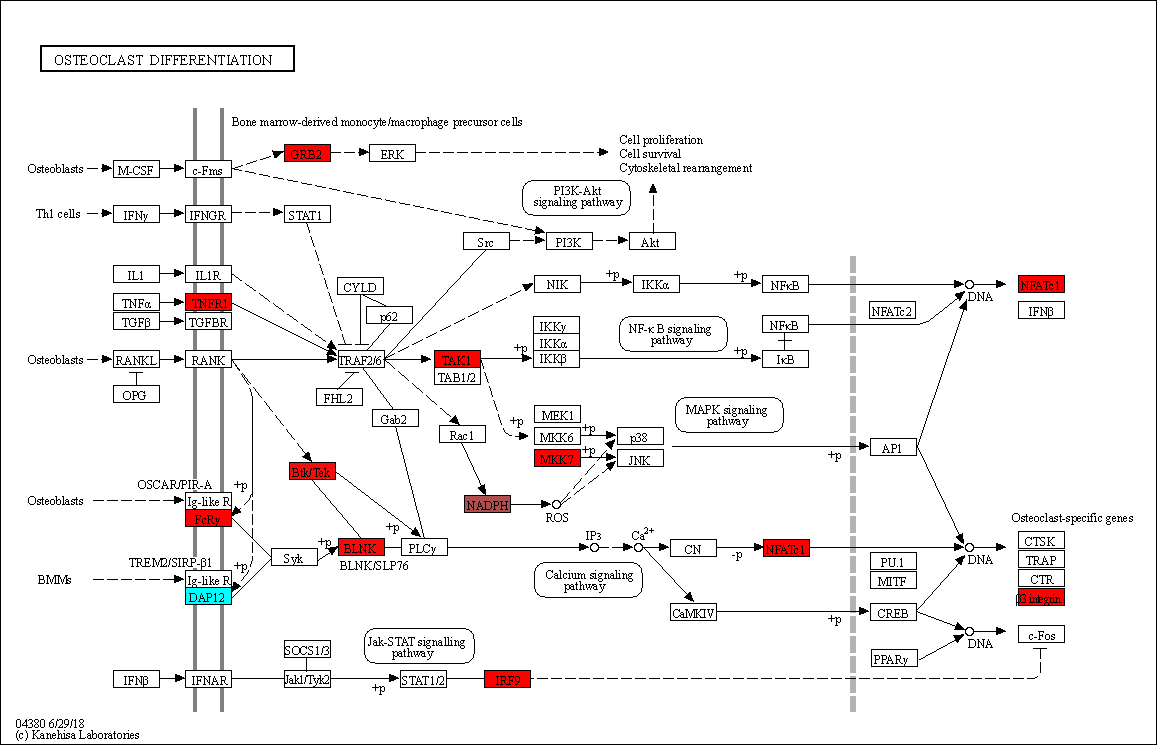 OSTEOCLAST DIFFERENTIATION
Bone marrow-derived monocyte/macrophage precursor cells
Osteoblasts
M-CSF
c-Fms
GRB2
ERK
Cell proliferation
Cell survival
Cytoskeletal rearrangement
PI3K-Akt
signaling pathway
Th1 cells
IFNγ
IFNGR
STAT1
Src
PI3K
Akt
IL1
IL1R
CYLD
NIK
+p
IKKα
+p
NFκB
DNA
NFATc1
TNFα
TNFR1
p62
NFATc2
IFNβ
TGFβ
TGFBR
IKKγ
IKKα
IKKβ
+p
NF-κ B signaling
pathway
+p
NFκB
IκB
Osteoblasts
RANKL
RANK
TRAF2/6
TAK1
TAB1/2
OPG
FHL2
Gab2
Rac1
+p
MEK1
MKK6
+p
MKK7
+p
p38
JNK
MAPK signaling
pathway
+p
AP1
Btk/Tek
OSCAR/PIR-A
+p
Osteoblasts
Ig-like R
FcRγ
NADPH
ROS
Syk
+p
BLNK
BLNK/SLP76
+p
PLCγ
IP3
Ca2+
CN
-p
NFATc1
DNA
Osteoclast-specific genes
CTSK
TRAP
CTR
β3 integrin
PU.1
MITF
TREM2/SIRP-β1
+p
BMMs
Ig-like R
DAP12
Calcium signaling
pathway
CaMKIV
+p
CREB
DNA
c-Fos
PPARγ
Jak-STAT signalling
pathway
SOCS1/3
IFNβ
IFNAR
Jak1/Tyk2
+p
STAT1/2
IRF9
04380 6/29/18
(c) Kanehisa Laboratories